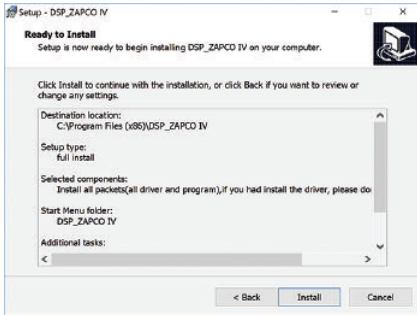 Setup - DSP_ZAPCO IV
Ready to Install
Setup is now ready to begin installing DSP_ZAPCO IV on your computer.
Click Install to continue with the installation, or click Back if you want to review or
change any settings.
Destination location:
C:\Program Files (x86)\DSP_ZAPCO IV
Setup type:
full install
Selected components:
Install all packets(all driver and program),if you had install the driver, please do
Start Menu folder:
DSP_ZAPCO IV
Additional tasks:
< Back
Install
Cancel